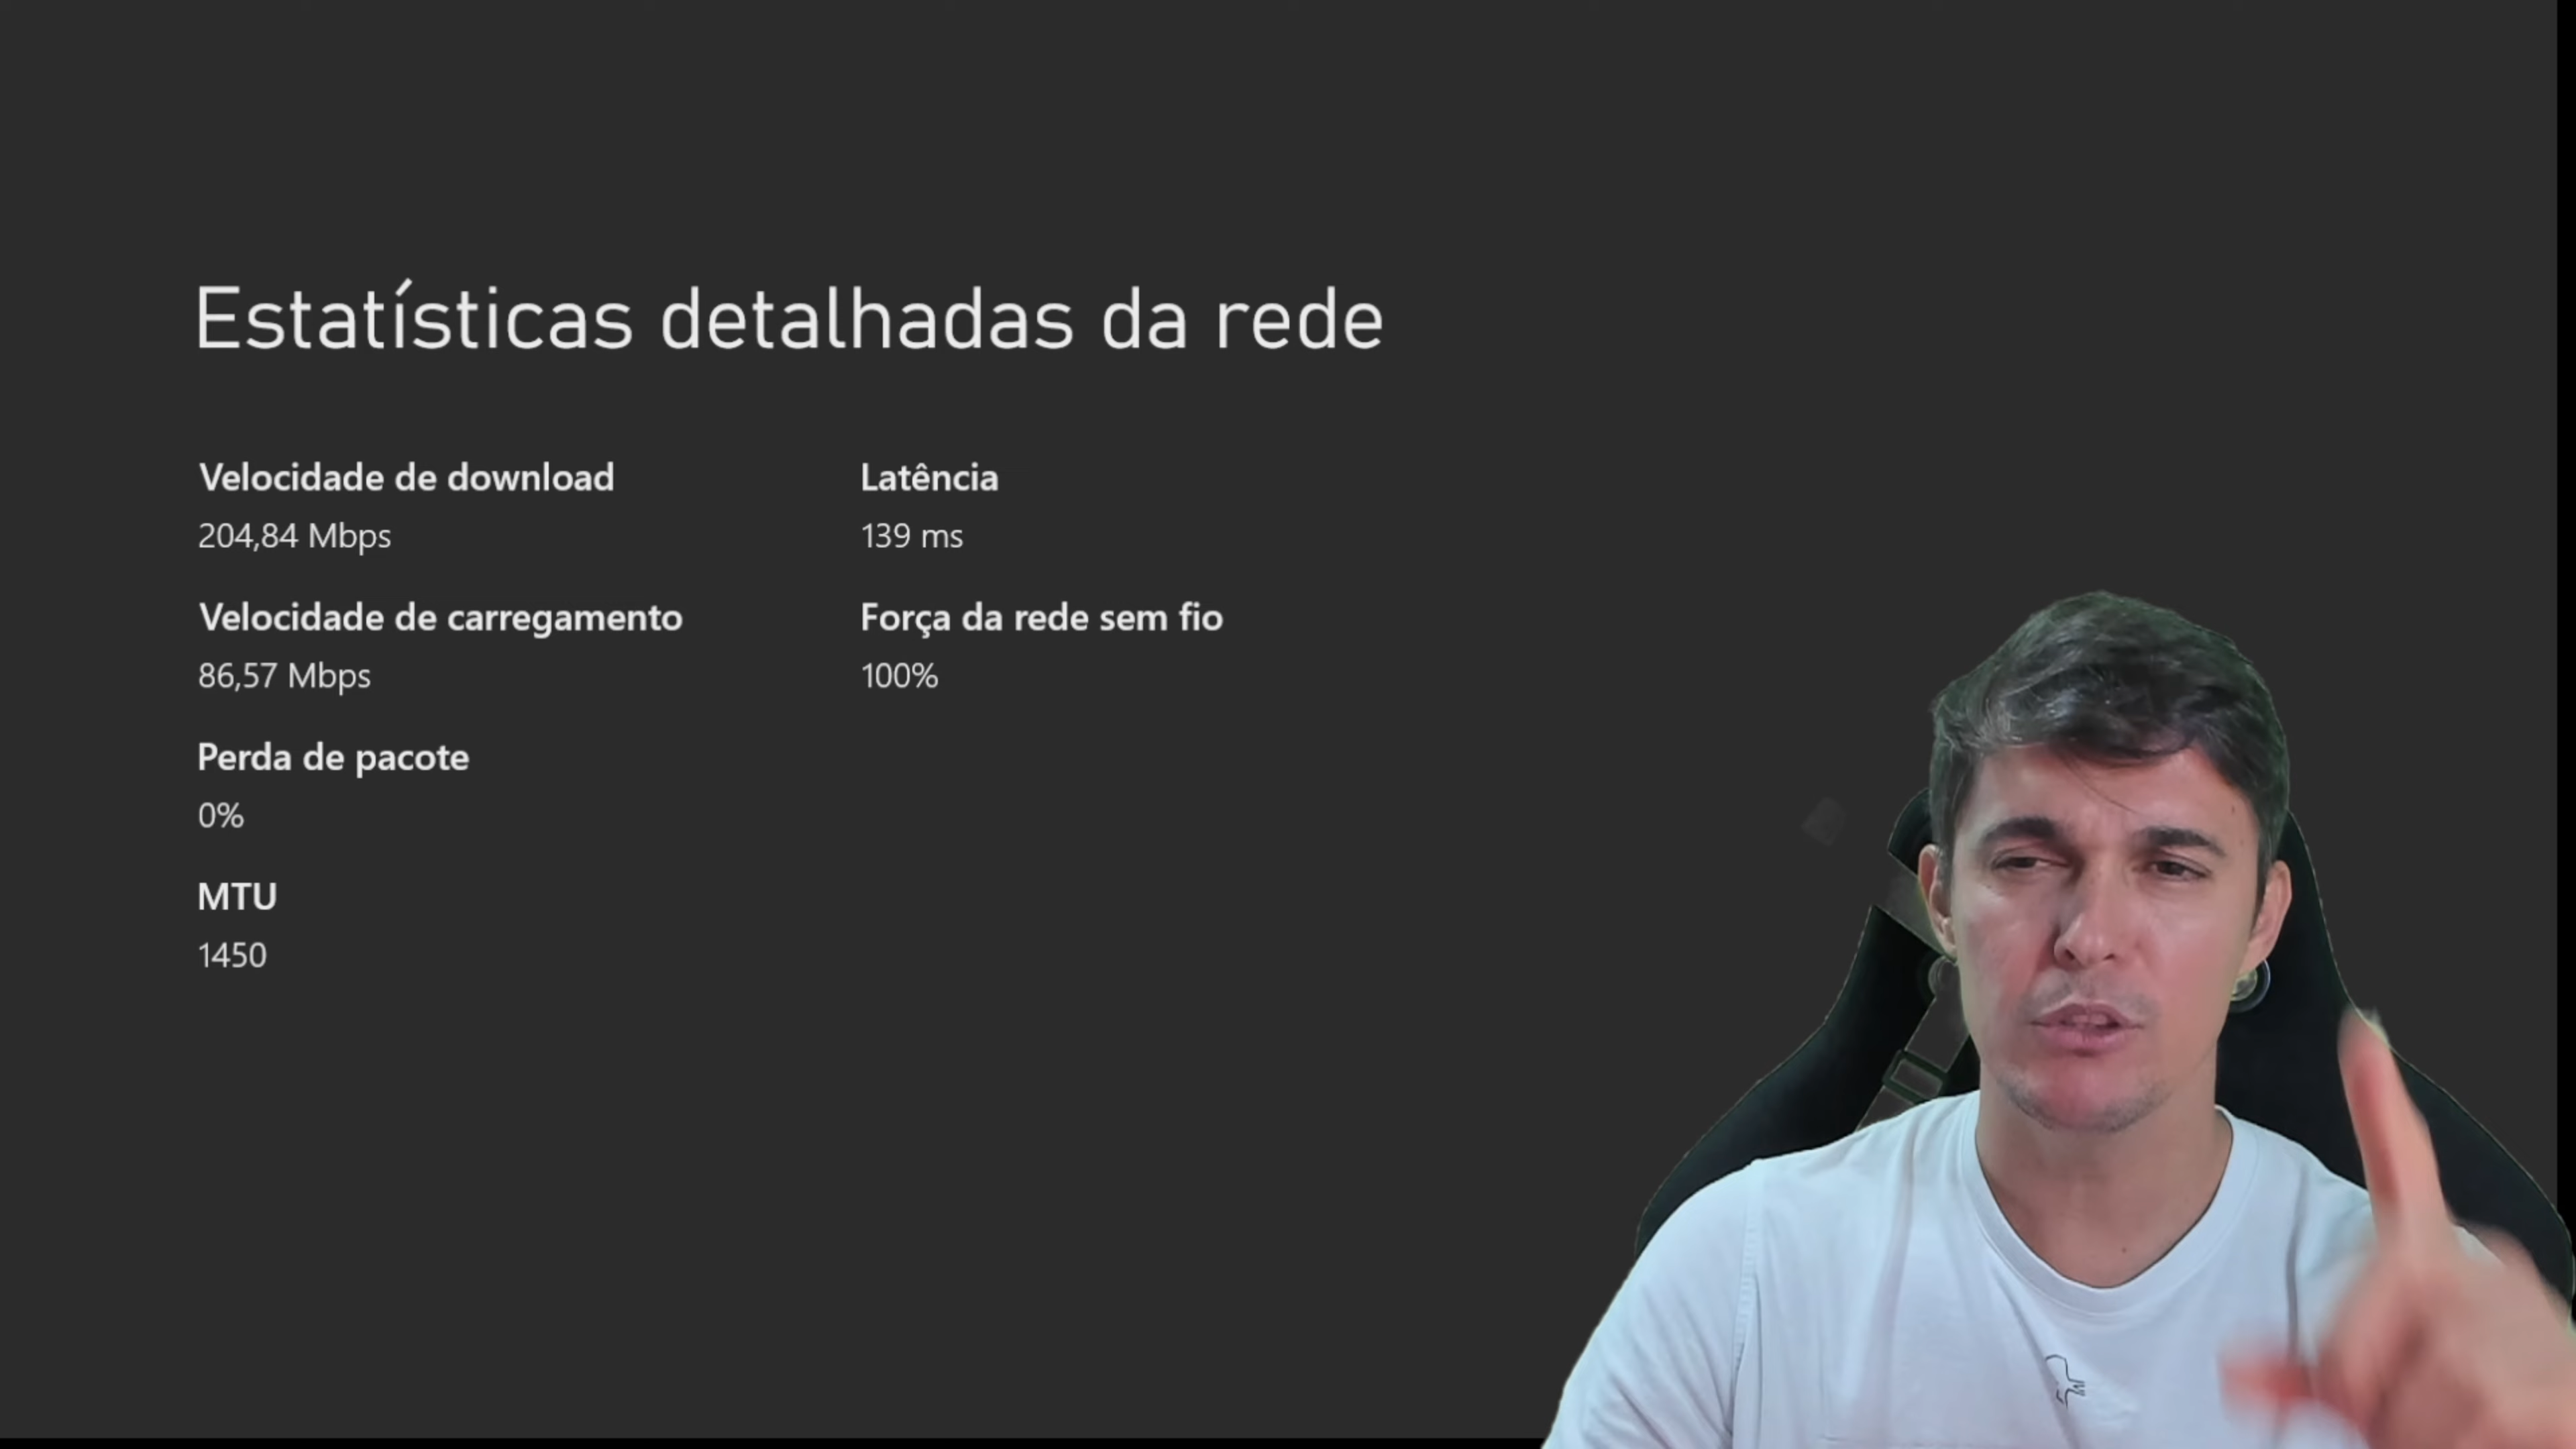 Estatísticas detalhadas da rede
Velocidade de download
204,84 Mbps
Velocidade de carregamento
86,57 Mbps
Perda de pacote
0%
MTU
1450
Latência
139 ms
Força da rede sem fio
100%